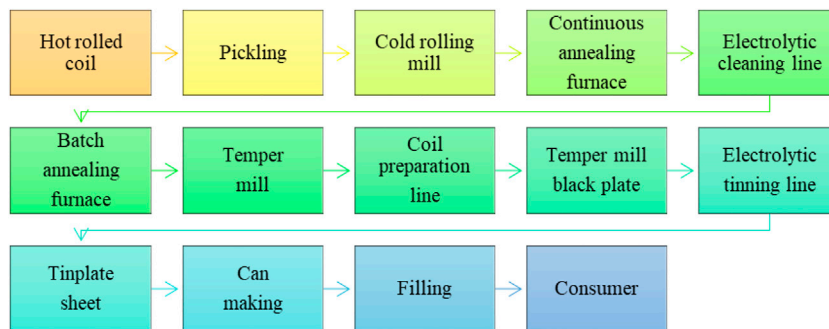 Hot rolled
coil
Pickling
Cold rolling
mill
Continuous
annealing
furnace
Electrolytic
cleaning line
Batch
annealing
furnace
Temper
mill
Coil
preparation
line
Temper mill
black plate
Electrolytic
tinning line
Tinplate
sheet
Can
making
Filling
Consumer